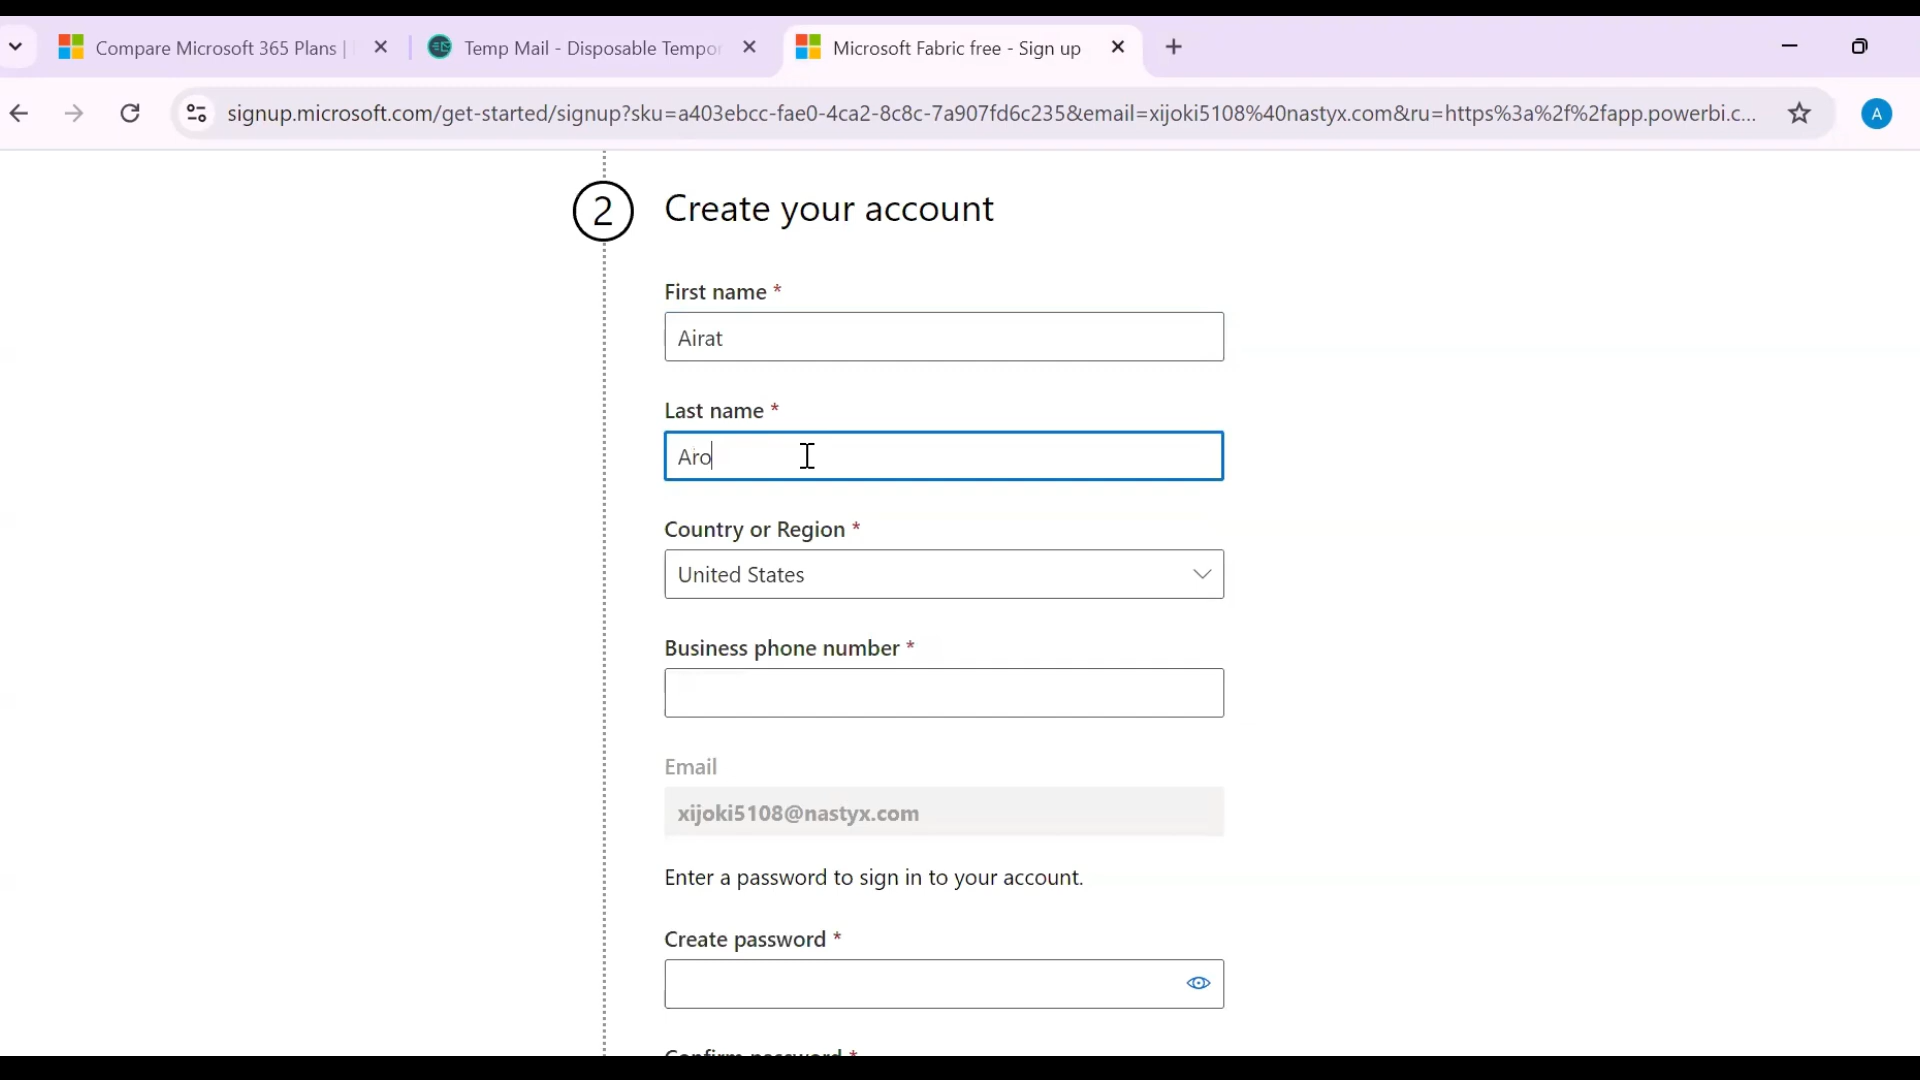 Compare Microsoft 365 Plans |
Temp Mail - Disposable Tempor
Microsoft Fabric free - Sign up
signup.microsoft.com/get-started/signup?sku=a403ebcc-fae0-4ca2-8c8c-7a907fd6c235&email=xijoki5108%40nastyx.com&ru=https%3a%2f%2fapp.powerbi.c...
A
2
Create your account
First name *
Airat
Last name *
Aro
Country or Region *
United States
Business phone number *
Email
xijoki5108@nastyx.com
Enter a password to sign in to your account.
Create password *
Confirm password *